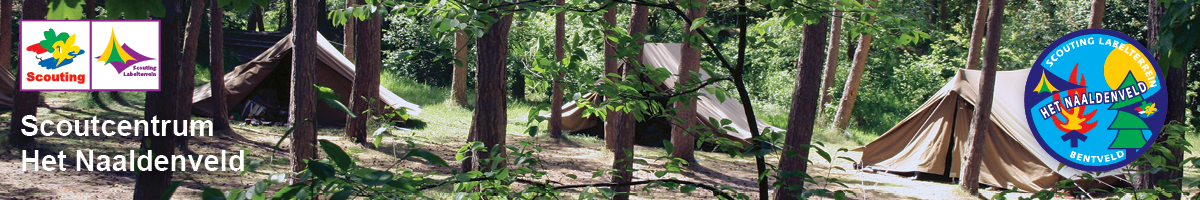 Scouting
Scouting
Labelterrein
Scoutcentrum
Het Naaldenveld
SCOUTING LABELTERREIN
HET NAALDENVELD
BENTVELD